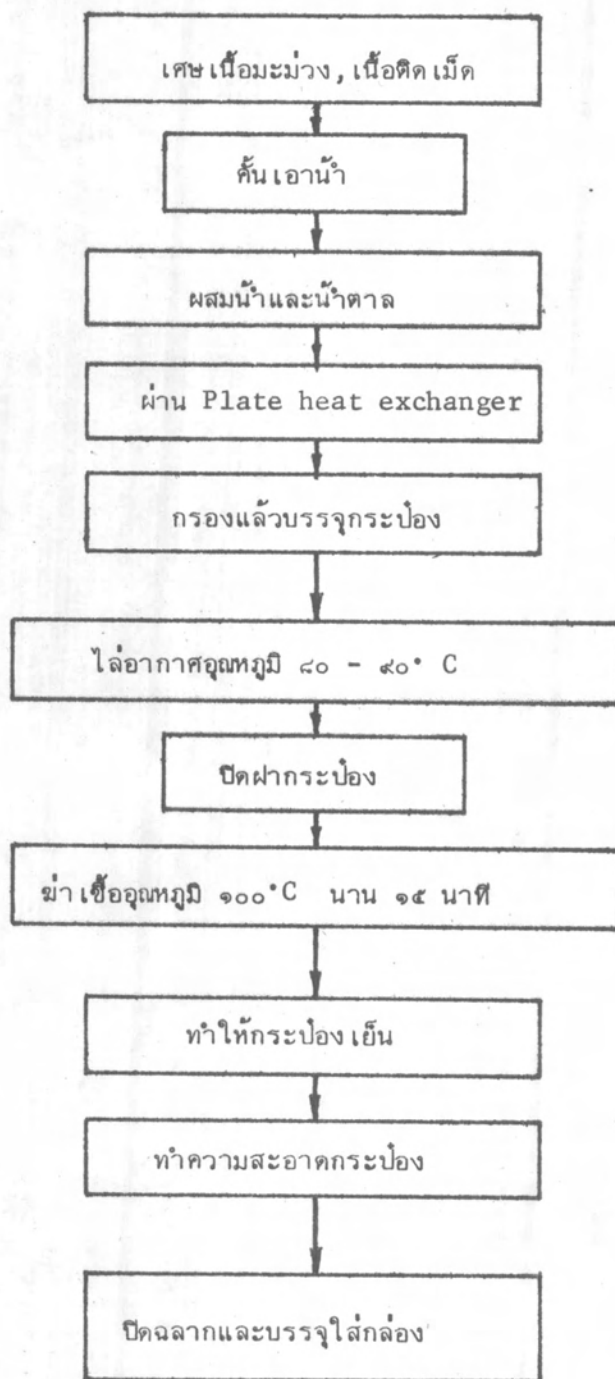 เศษเนื้อมะม่วง, เนื้อติดเม็ด
คั้นเอาน้ำ
ผสมน้ำและน้ำตาล
ผ่าน Plate heat exchanger
กรองแล้วบรรจุกระป๋อง
ไล่อากาศอุณหภูมิ ๘๐ - ๙๐° C
ปิดฝากระป๋อง
ฆ่าเชื้ออุณหภูมิ ๑๐๐°C นาน ๑๕ นาที
ทำให้กระป๋องเย็น
ทำความสะอาดกระป๋อง
ปิดฉลากและบรรจุใส่กล่อง